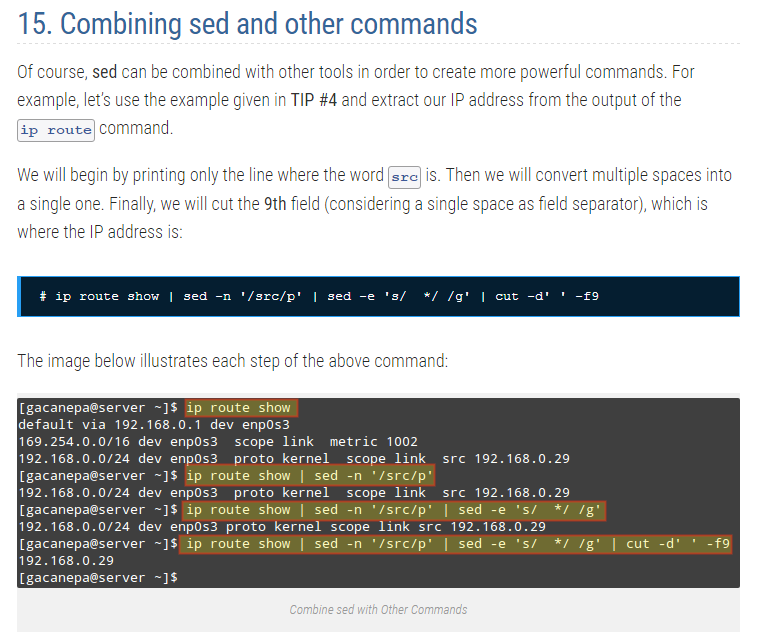 15. Combining sed and other commands
Of course, sed can be combined with other tools in order to create more powerful commands. For
example, let's use the example given in TIP #4 and extract our IP address from the output of the
ip route command.
We will begin by printing only the line where the word src is. Then we will convert multiple spaces into
a single one. Finally, we will cut the 9th field (considering a single space as field separator), which is
where the IP address is:
# ip route show | sed -n '/src/p' | sed -e 's/  */ /g' | cut -d' ' -f9
The image below illustrates each step of the above command:
[gacanepa@server ~]$ ip route show
default via 192.168.0.1 dev enp0s3
169.254.0.0/16 dev enp0s3  scope link  metric 1002
192.168.0.0/24 dev enp0s3  proto kernel  scope link  src 192.168.0.29
[gacanepa@server ~]$ ip route show | sed -n '/src/p'
192.168.0.0/24 dev enp0s3  proto kernel  scope link  src 192.168.0.29
[gacanepa@server ~]$ ip route show | sed -n '/src/p' | sed -e 's/  */ /g'
192.168.0.0/24 dev enp0s3 proto kernel scope link src 192.168.0.29
[gacanepa@server ~]$ ip route show | sed -n '/src/p' | sed -e 's/  */ /g' | cut -d' ' -f9
192.168.0.29
[gacanepa@server ~]$
Combine sed with Other Commands